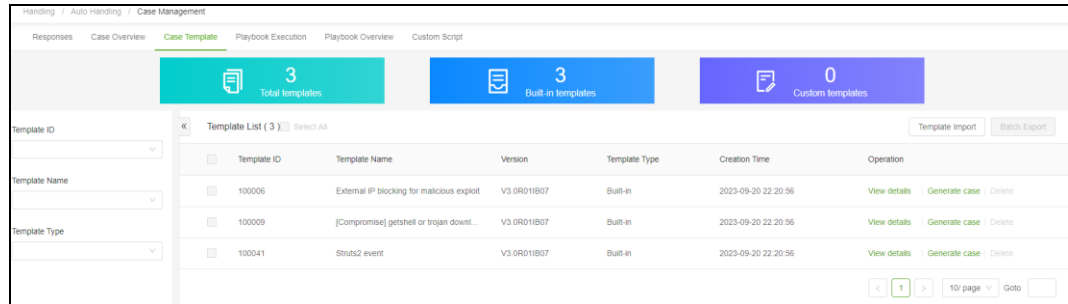 Handling / Auto Handling / Case Management
Responses Case Overview Case Template Playbook Execution Playbook Overview Custom Script
3
Total templates
3
Built-in templates
0
Custom templates
Template ID
Template Name
Template Type
« Template List ( 3 ) Select All Template Import Batch Export
Template ID Template Name Version Template Type Creation Time Operation
100006 External IP blocking for malicious exploit V3.0R01IB07 Built-in 2023-09-20 22:20:56 View details Generate case Delete
100009 [Compromise] getshell or trojan downl... V3.0R01IB07 Built-in 2023-09-20 22:20:56 View details Generate case Delete
100041 Struts2 event V3.0R01IB07 Built-in 2023-09-20 22:20:56 View details Generate case Delete
< 1 > 10/ page Goto